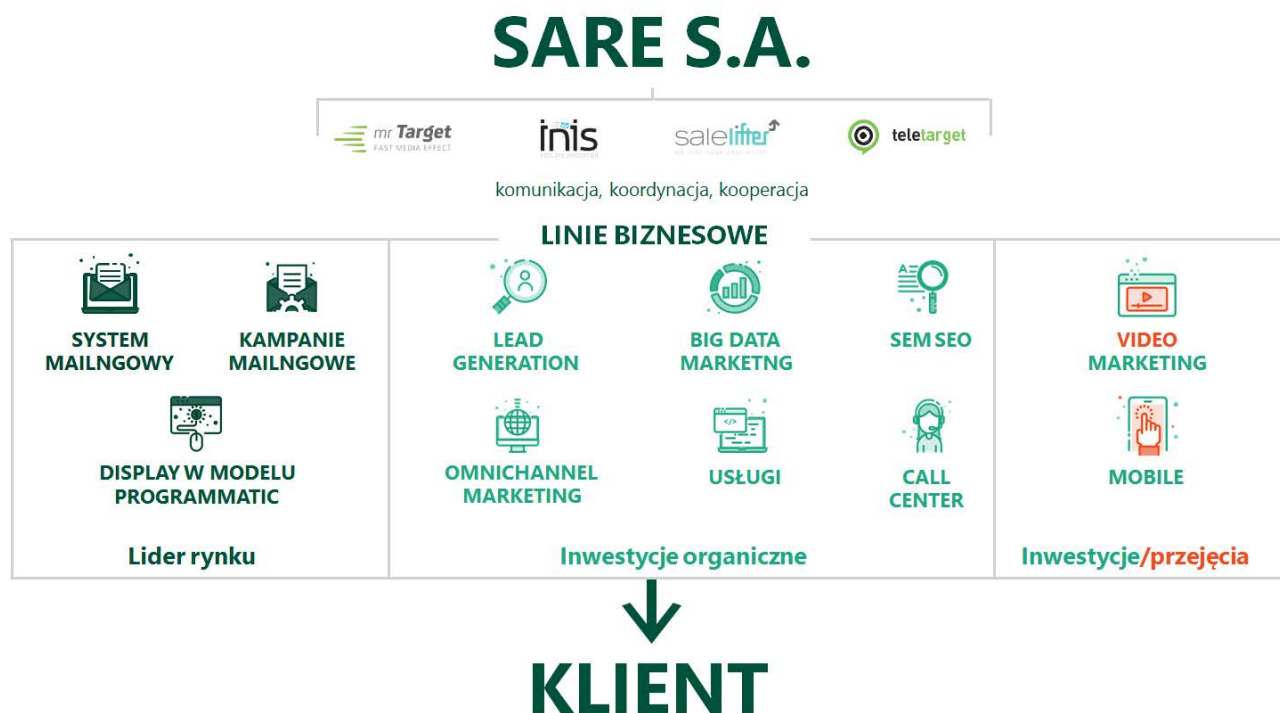 SARE S.A.
mr Target
FAST MEDIA EFFECT
inis
salelifter
teletarget
komunikacja, koordynacja, kooperacja
LINIE BIZNESOWE
SYSTEM
MAILNGOWY
KAMPANIE
MAILNGOWE
DISPLAY W MODELU
PROGRAMMATIC
Lider rynku
LEAD
GENERATION
BIG DATA
MARKETNG
SEM SEO
OMNICHANNEL
MARKETING
USŁUGI
CALL
CENTER
Inwestycje organiczne
VIDEO
MARKETING
MOBILE
Inwestycje/przejęcia
KLIENT